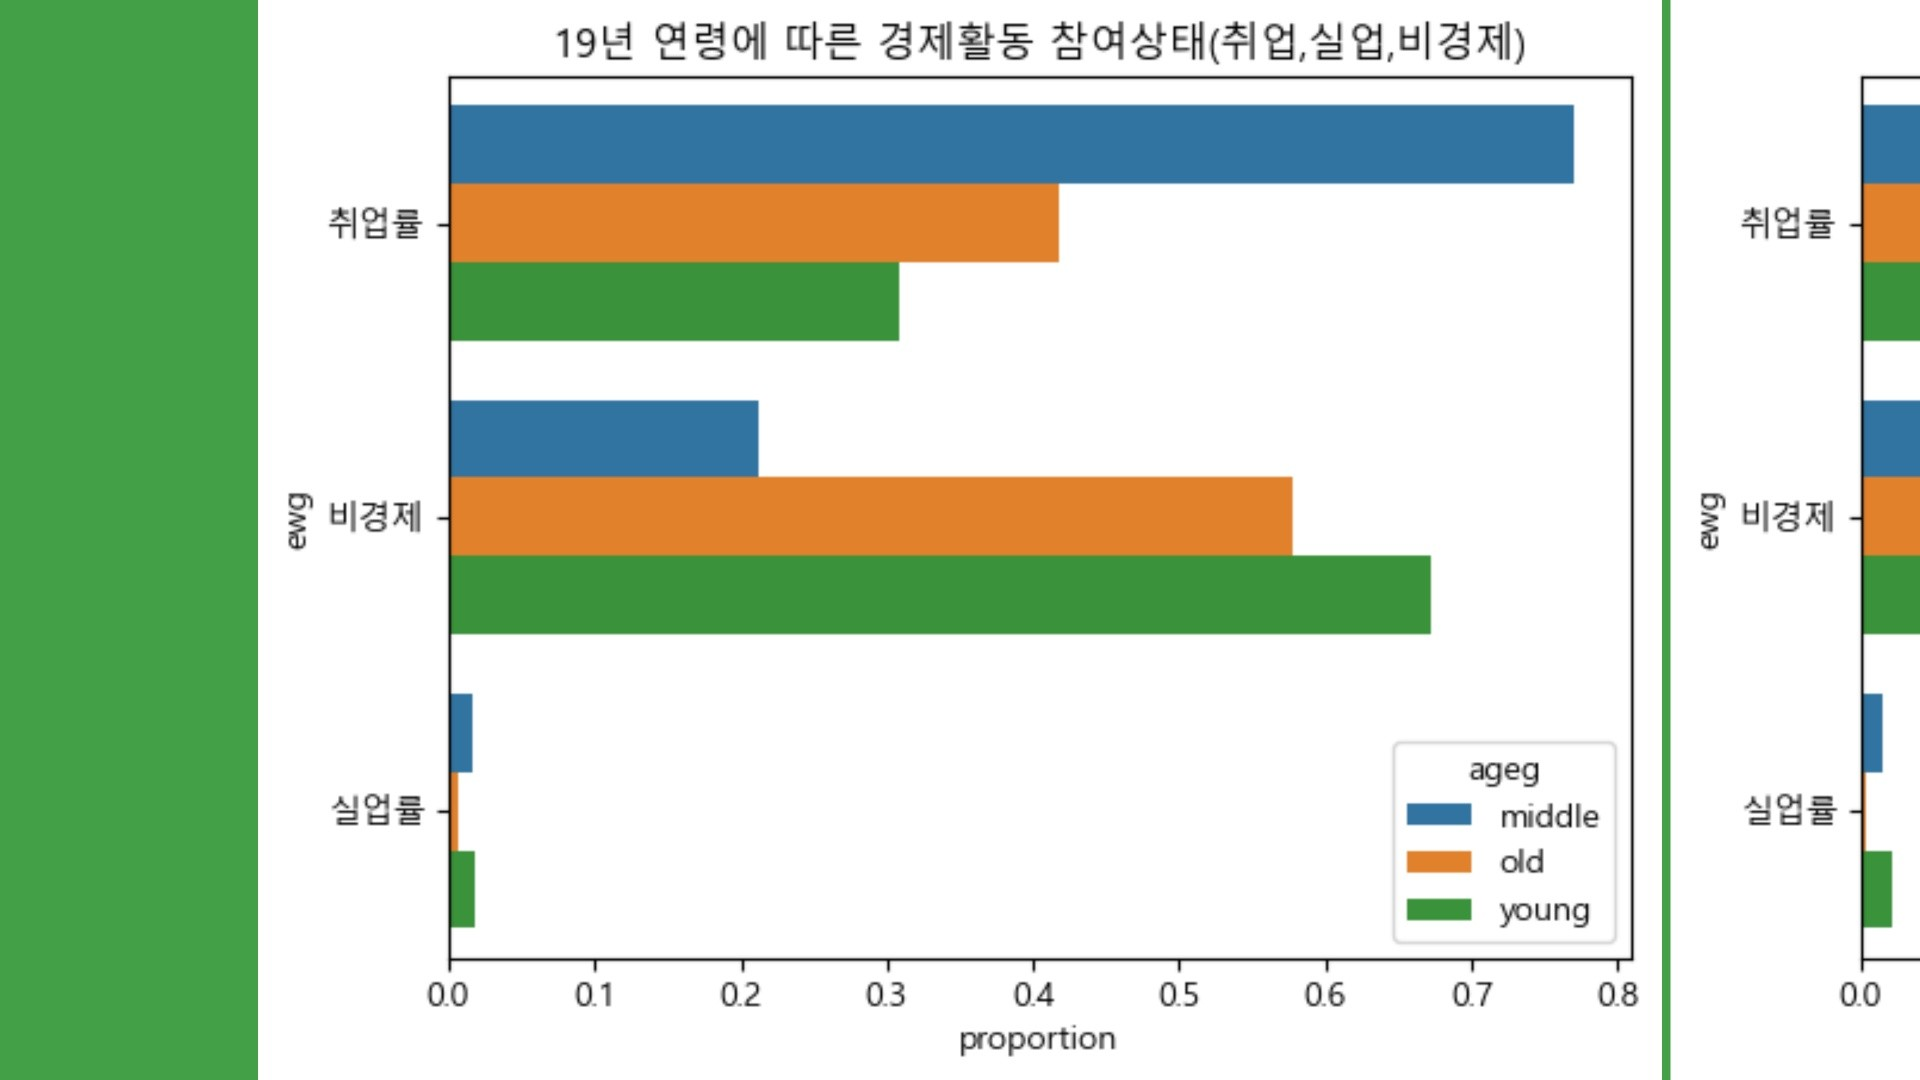 19년 연령에 따른 경제활동 참여상태(취업,실업,비경제)
취업률
비경제
실업률
ewg
ageg
middle
old
young
0.0 0.1 0.2 0.3 0.4 0.5 0.6 0.7 0.8
proportion
취업률
비경제
실업률
ewg
0.0